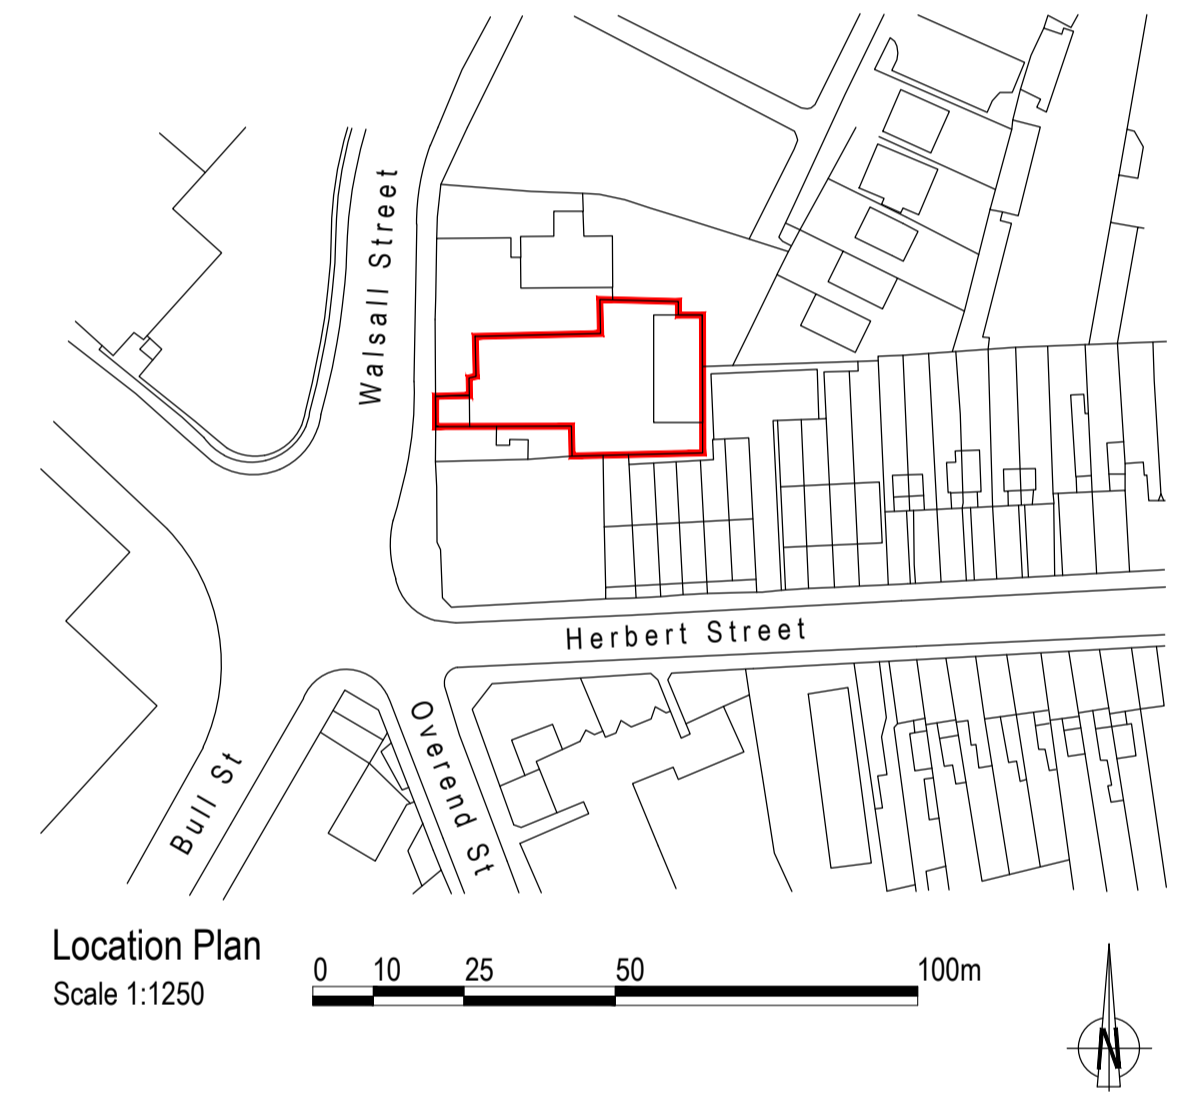 Walsall Street
Herbert Street
Overend St
Bull St
Location Plan
Scale 1:1250
0 10 25 50 100m
N